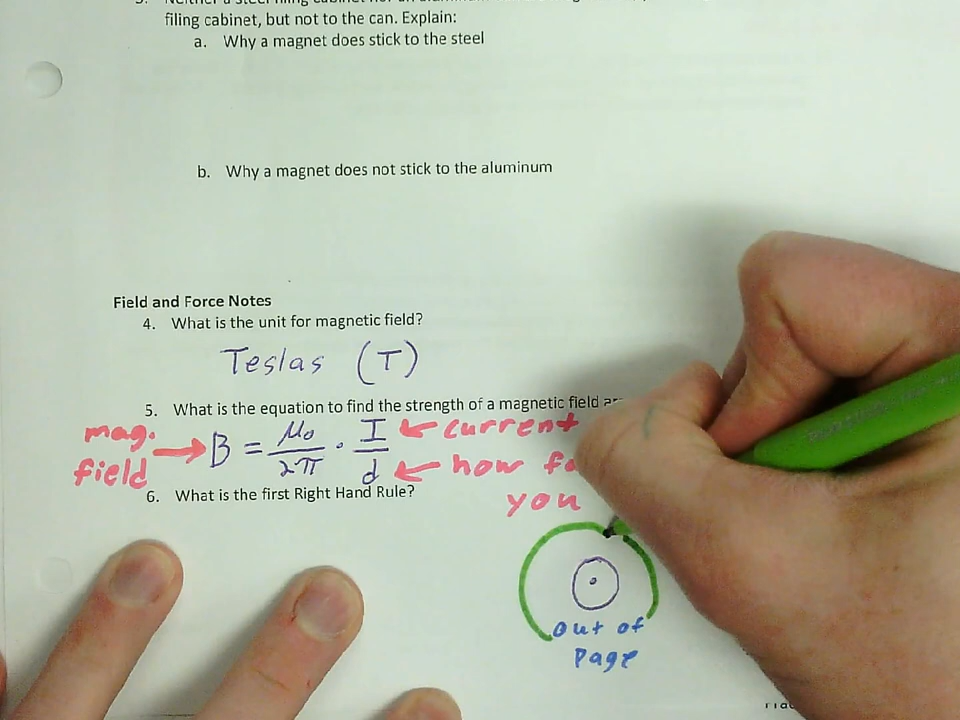 filing cabinet, but not to the can. Explain:
a. Why a magnet does stick to the steel
b. Why a magnet does not stick to the aluminum
Field and Force Notes
4. What is the unit for magnetic field?
Teslas (T)
5. What is the equation to find the strength of a magnetic field
mag. field → B = μ₀/2π · I/d
← current
← how
you
6. What is the first Right Hand Rule?
out of
Page